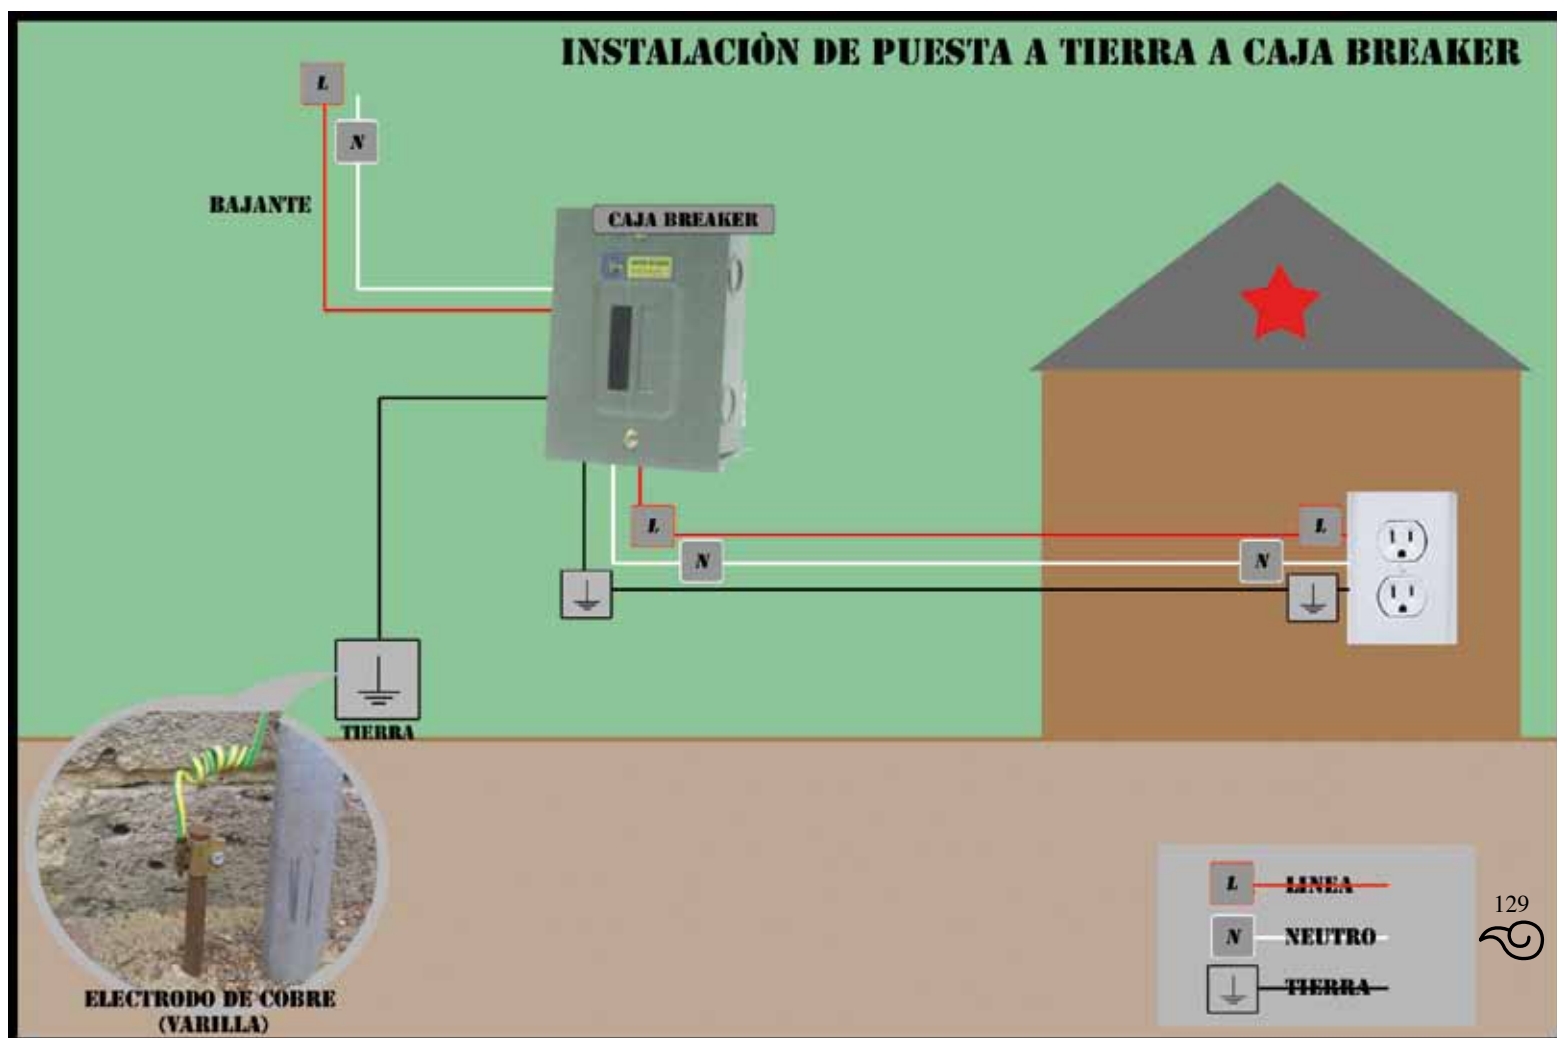 INSTALACIÒN DE PUESTA A TIERRA A CAJA BREAKER
L
N
BAJANTE
CAJA BREAKER
L
L
N
N
TIERRA
L LINEA
129
N NEUTRO
TIERRA
ELECTRODO DE COBRE
(VARILLA)